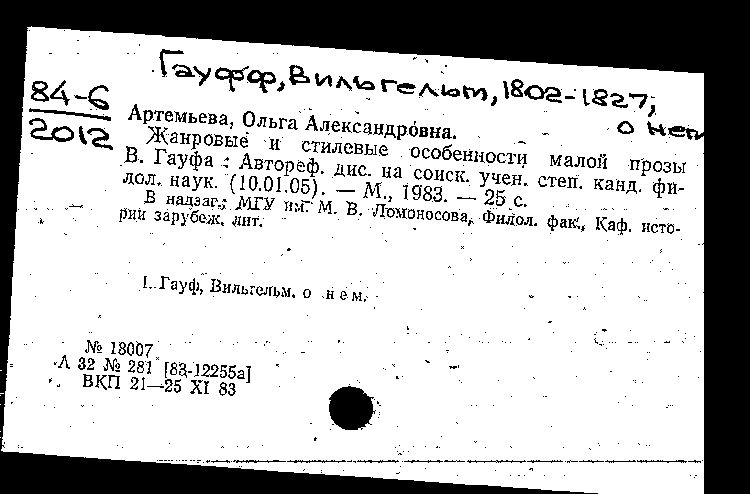 Гауфф, Вильгельм, 1802-1827,
о нем
84-6
2012
Артемьева, Ольга Александровна.
Жанровые и стилевые особенности малой прозы
В. Гауфа : Автореф. дис. на соиск. учен. степ. канд. фи-
лол. наук. (10.01.05). — М., 1983. — 25 с.
В надзаг.: МГУ им. М. В. Ломоносова, Филол. фак., Каф. исто-
рии зарубеж. лит.
1. Гауф, Вильгельм. о нем.
№ 18007
А 32 № 281 [83-12255а]
ВКП 21—25 XI 83